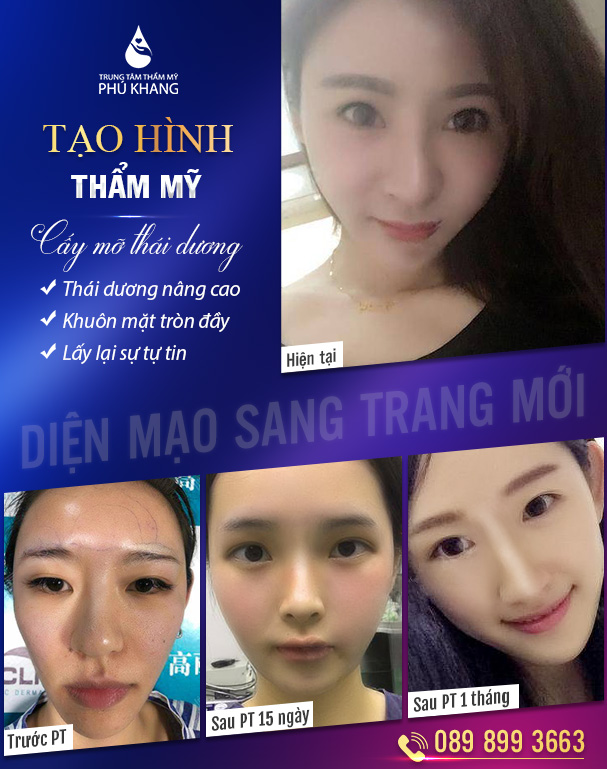 TRUNG TÂM THẨM MỸ
PHÚ KHANG
TẠO HÌNH
THẨM MỸ
Cấy mỡ thái dương
Thái dương nâng cao
Khuôn mặt tròn đầy
Lấy lại sự tự tin
Hiện tại
DIỆN MẠO SANG TRANG MỚI
Trước PT
Sau PT 15 ngày
Sau PT 1 tháng
089 899 3663